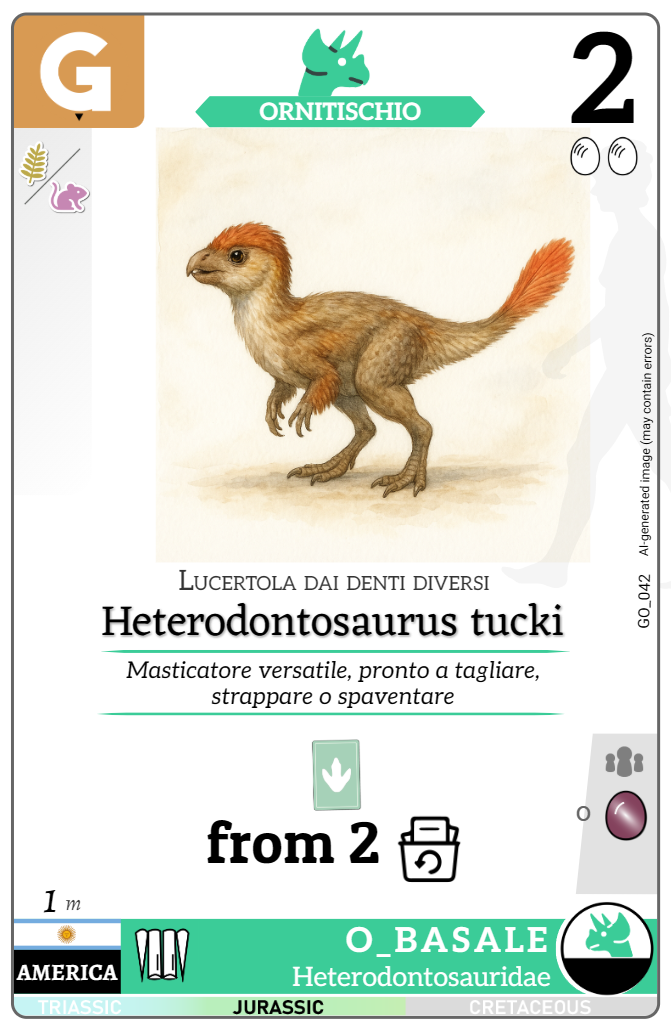 G
ORNITISCHIO
2
AI-generated image (may contain errors)
GO_042
Lucertola dai denti diversi
Heterodontosaurus tucki
Masticatore versatile, pronto a tagliare,
strappare o spaventare
from 2
O
1 m
AMERICA
O_BASALE
Heterodontosauridae
TRIASSIC
JURASSIC
CRETACEOUS